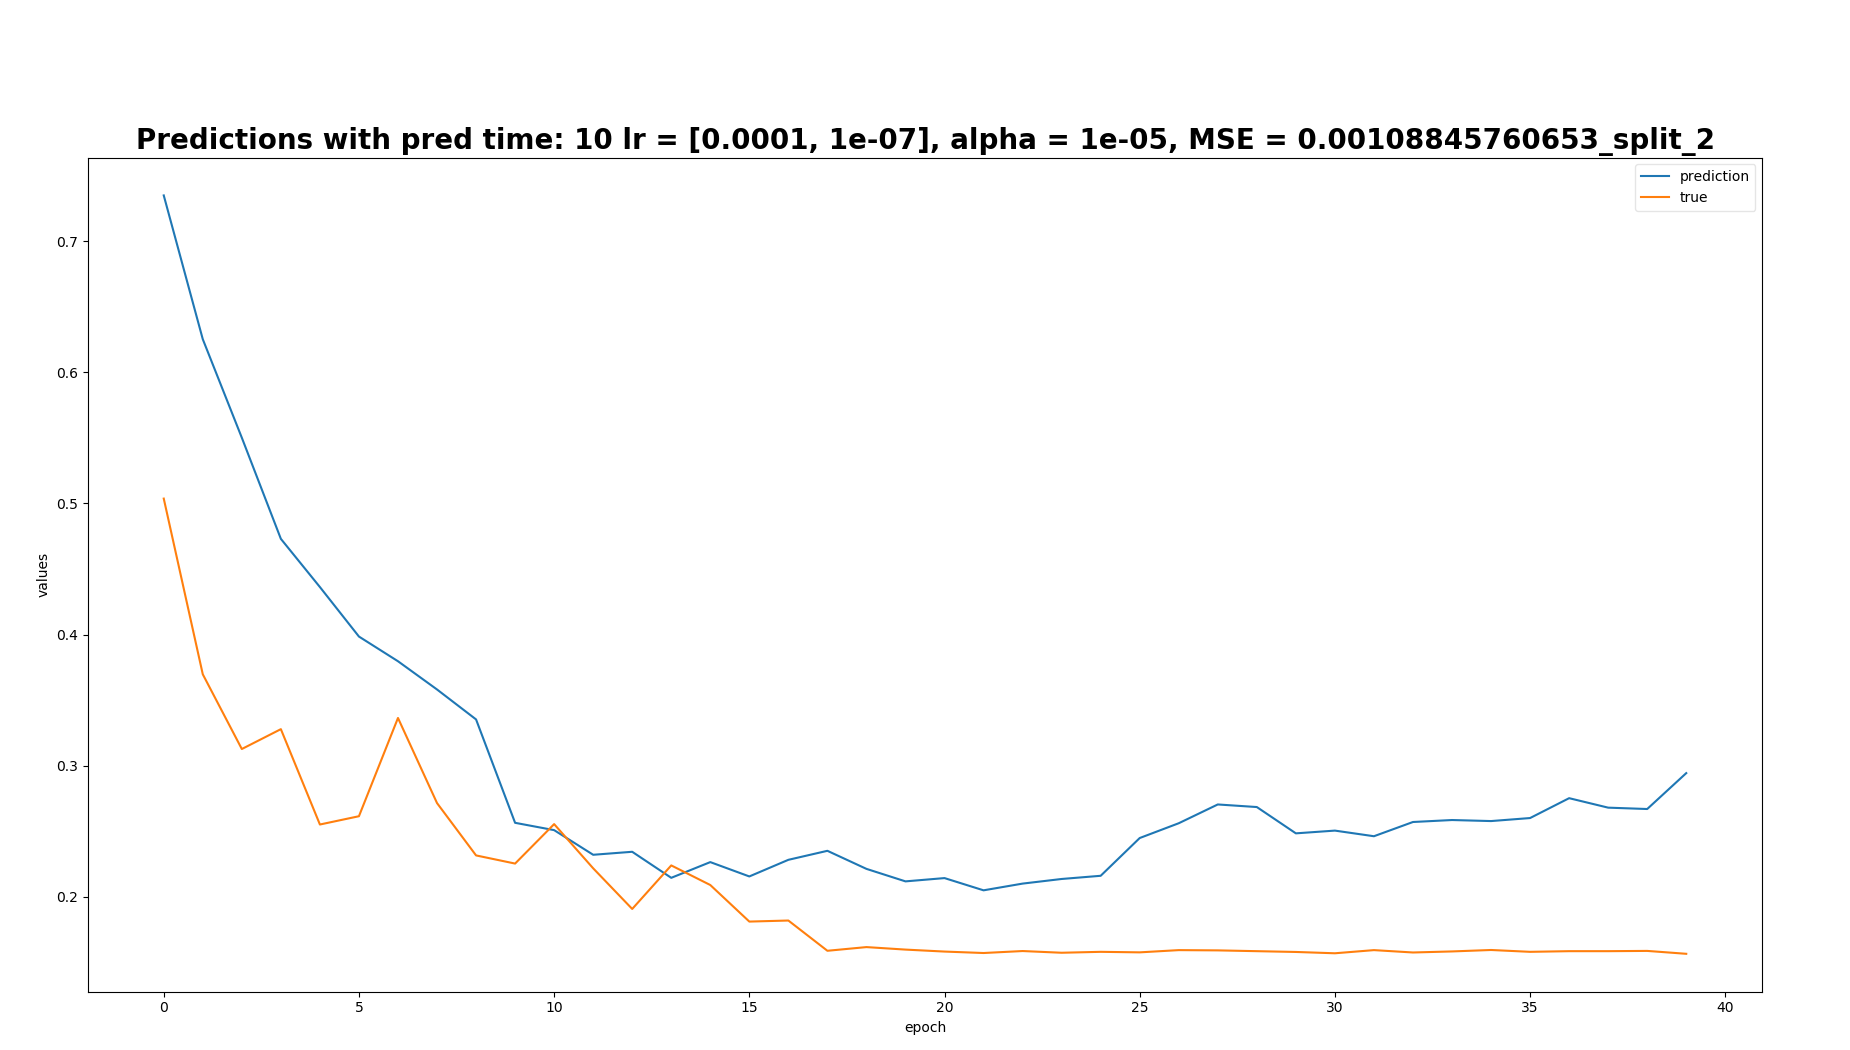 Predictions with pred time: 10 lr = [0.0001, 1e-07], alpha = 1e-05, MSE = 0.00108845760653_split_2
prediction
true
0.7
0.6
0.5
0.4
0.3
0.2
values
0 5 10 15 20 25 30 35 40
epoch